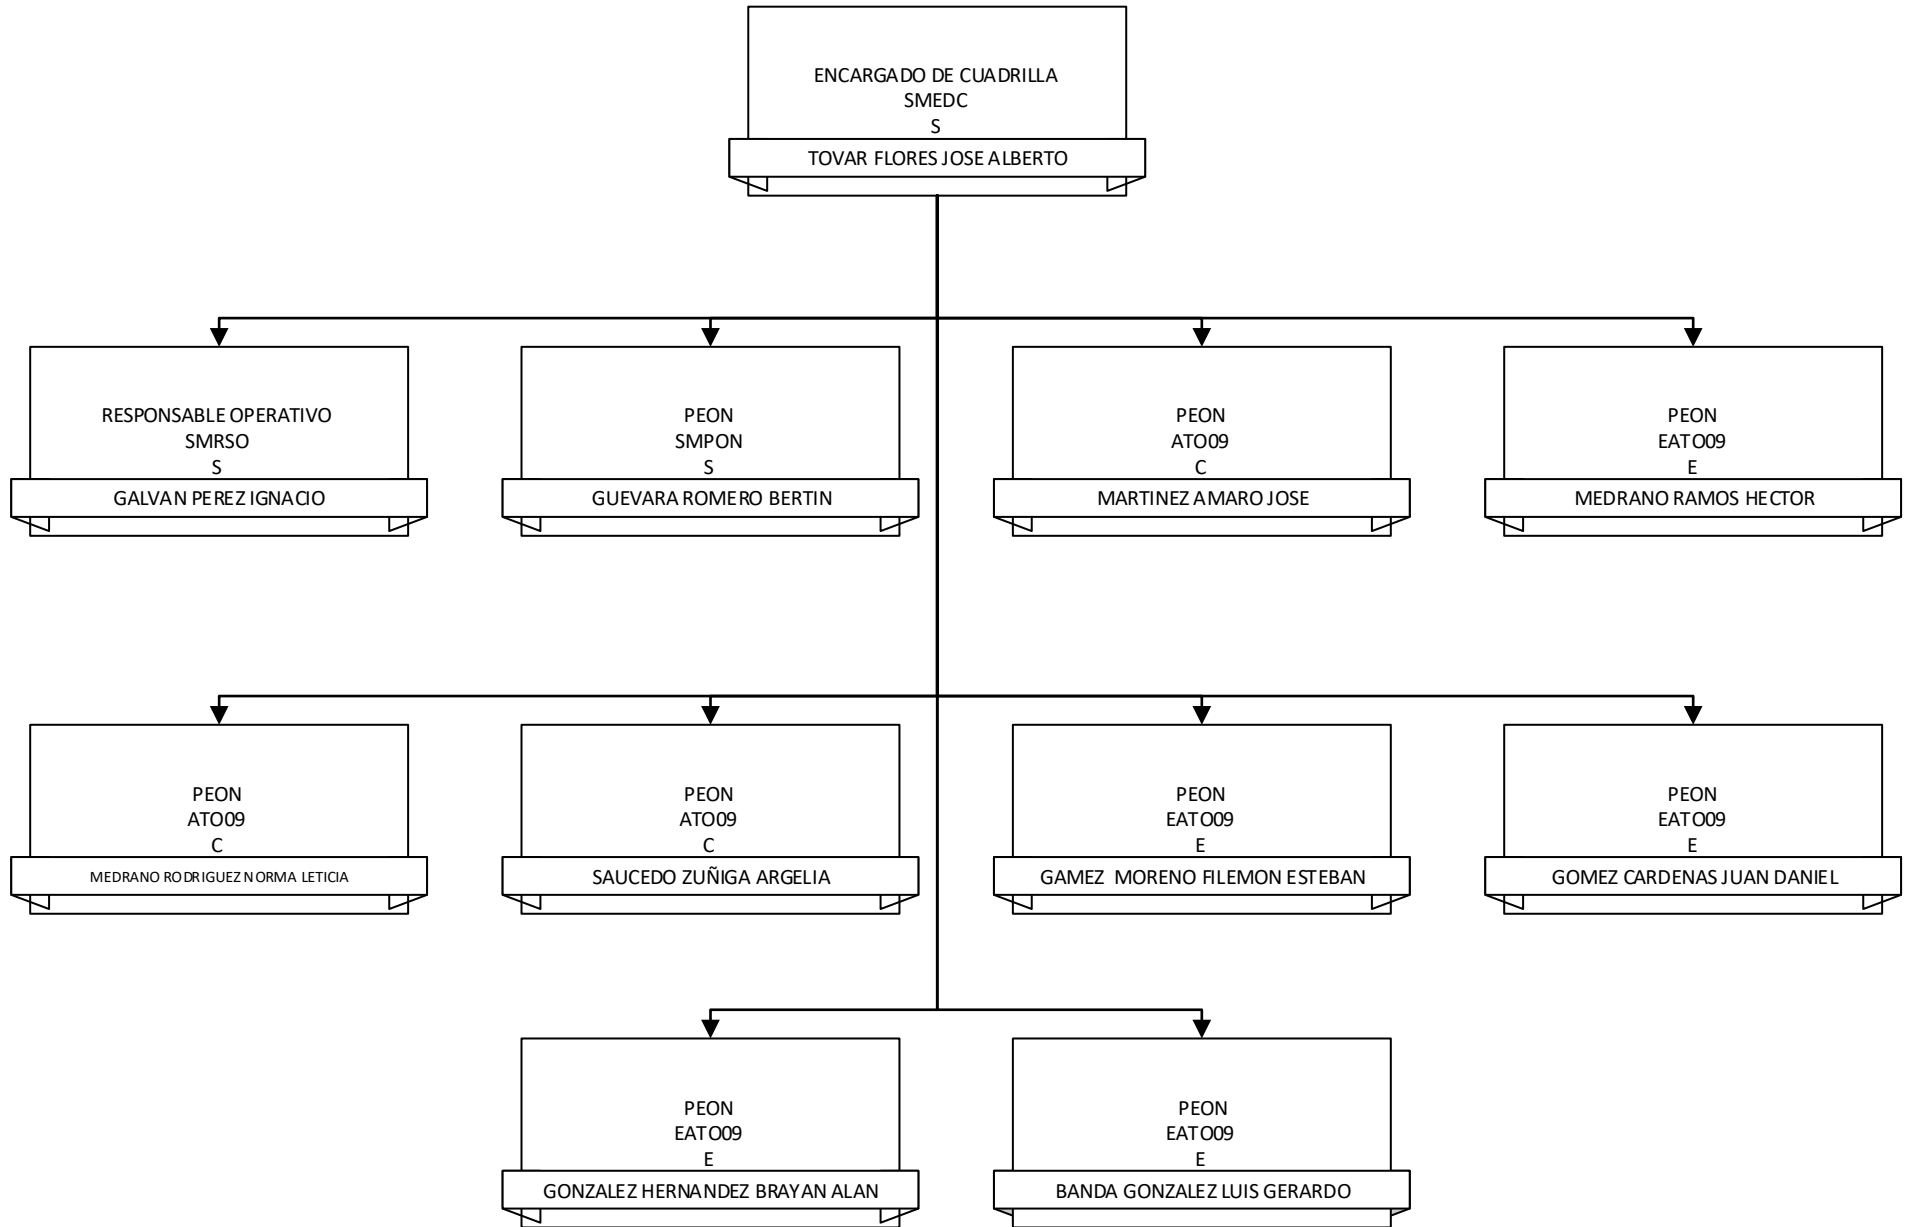 ENCARGADO DE CUADRILLA
SMEDC
S
TOVAR FLORES JOSE ALBERTO
RESPONSABLE OPERATIVO
SMRSO
S
GALVAN PEREZ IGNACIO
PEON
SMPON
S
GUEVARA ROMERO BERTIN
PEON
ATO09
C
MARTINEZ AMARO JOSE
PEON
EATO09
E
MEDRANO RAMOS HECTOR
PEON
ATO09
C
MEDRANO RODRIGUEZ NORMA LETICIA
PEON
ATO09
C
SAUCEDO ZUÑIGA ARGELIA
PEON
EATO09
E
GAMEZ MORENO FILEMON ESTEBAN
PEON
EATO09
E
GOMEZ CARDENAS JUAN DANIEL
PEON
EATO09
E
GONZALEZ HERNANDEZ BRAYAN ALAN
PEON
EATO09
E
BANDA GONZALEZ LUIS GERARDO